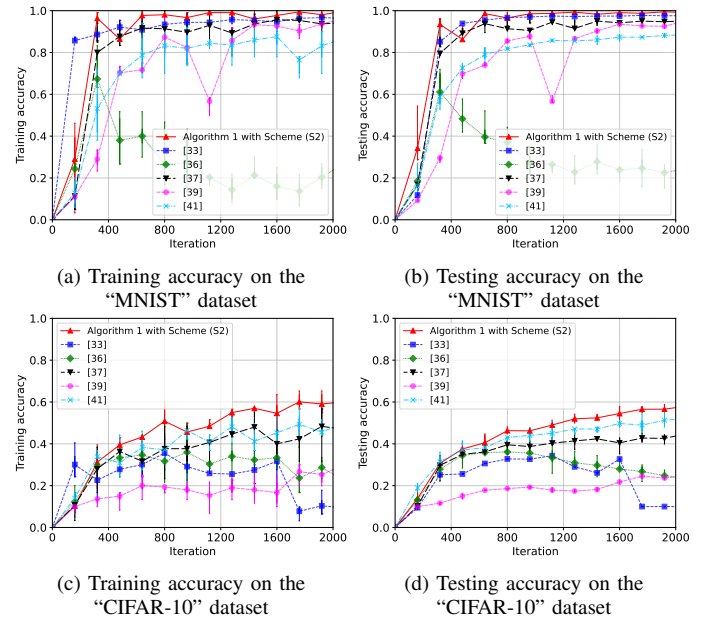 1.0
0.8
0.6
0.4
0.2
0.0
Training accuracy
Algorithm 1 with Scheme (S2)
[33]
[36]
[37]
[39]
[41]
0 400 800 1200 1600 2000
Iteration
(a) Training accuracy on the
“MNIST” dataset
1.0
0.8
0.6
0.4
0.2
0.0
Testing accuracy
Algorithm 1 with Scheme (S2)
[33]
[36]
[37]
[39]
[41]
0 400 800 1200 1600 2000
Iteration
(b) Testing accuracy on the
“MNIST” dataset
1.0
0.8
0.6
0.4
0.2
0.0
Training accuracy
Algorithm 1 with Scheme (S2)
[33]
[36]
[37]
[39]
[41]
0 400 800 1200 1600 2000
Iteration
(c) Training accuracy on the
“CIFAR-10” dataset
1.0
0.8
0.6
0.4
0.2
0.0
Testing accuracy
Algorithm 1 with Scheme (S2)
[33]
[36]
[37]
[39]
[41]
0 400 800 1200 1600 2000
Iteration
(d) Testing accuracy on the
“CIFAR-10” dataset